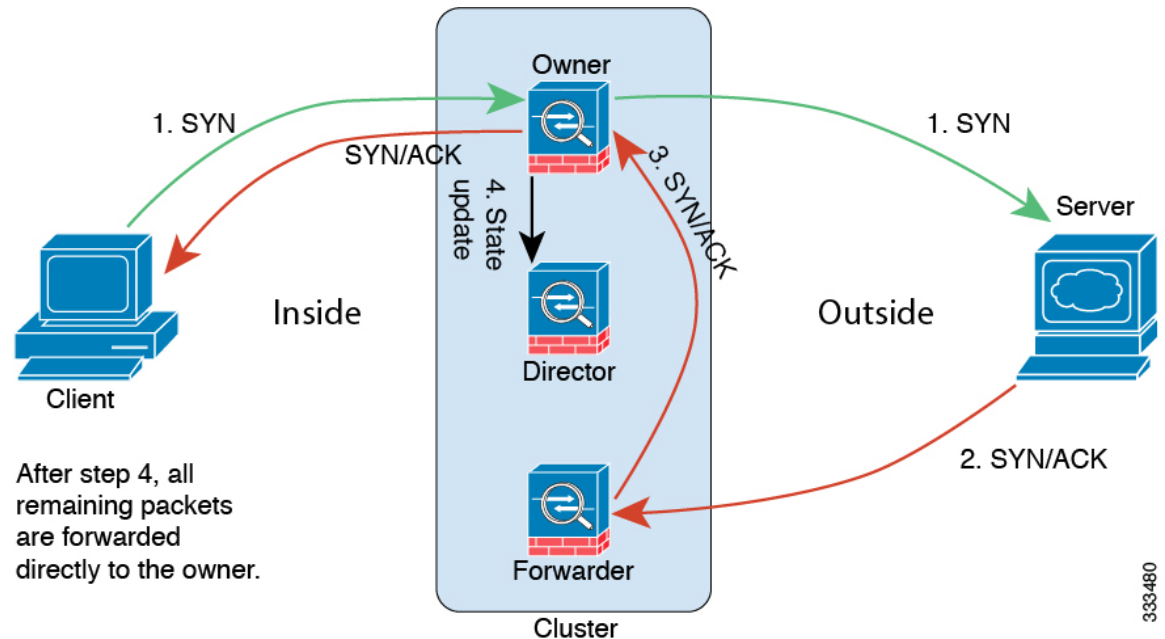 Owner
1. SYN
1. SYN
SYN/ACK
3. SYN/ACK
4. State
update
Server
Inside
Outside
Director
Client
2. SYN/ACK
After step 4, all
remaining packets
are forwarded
directly to the owner.
Forwarder
Cluster
333480